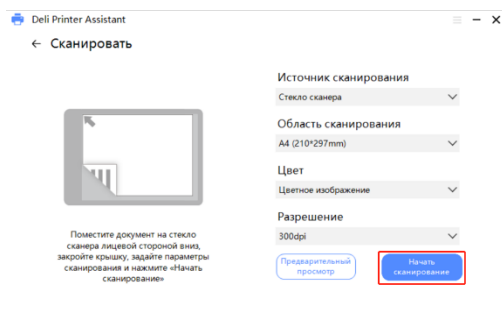 Deli Printer Assistant
← Сканировать
Источник сканирования
Стекло сканера
Область сканирования
A4 (210*297mm)
Цвет
Цветное изображение
Разрешение
300dpi
Поместите документ на стекло
сканера лицевой стороной вниз,
закройте крышку, задайте параметры
сканирования и нажмите «Начать
сканирование»
Предварительный
просмотр
Начать
сканирование